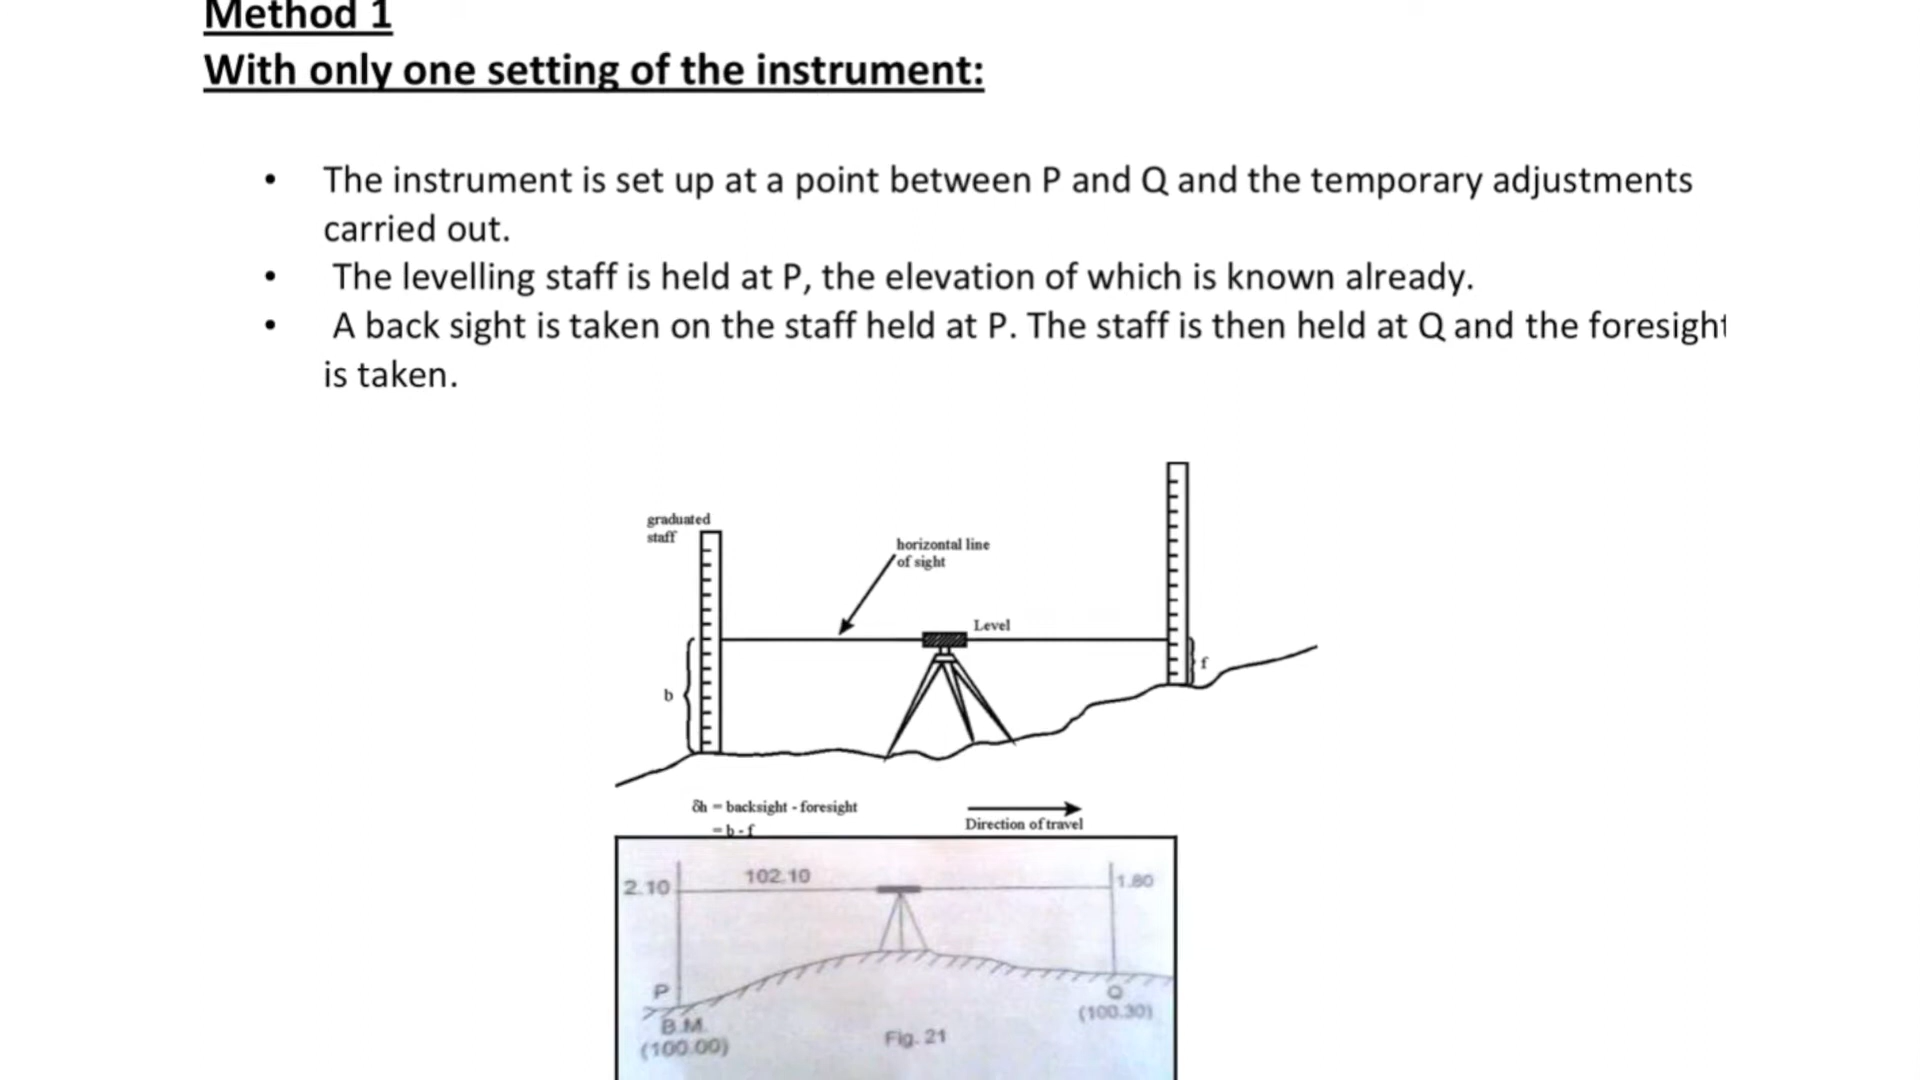 Method 1
With only one setting of the instrument:
• The instrument is set up at a point between P and Q and the temporary adjustments
carried out.
• The levelling staff is held at P, the elevation of which is known already.
• A back sight is taken on the staff held at P. The staff is then held at Q and the foresight
is taken.
graduated
staff
horizontal line
of sight
Level
b
f
δh = backsight - foresight
= b - f
Direction of travel
2.10
102.10
1.80
P
B.M.
(100.00)
Fig. 21
Q
(100.30)